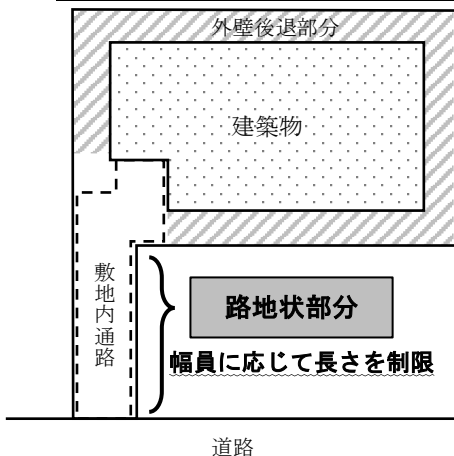 外壁後退部分
建築物
敷地内通路
路地状部分
幅員に応じて長さを制限
道路